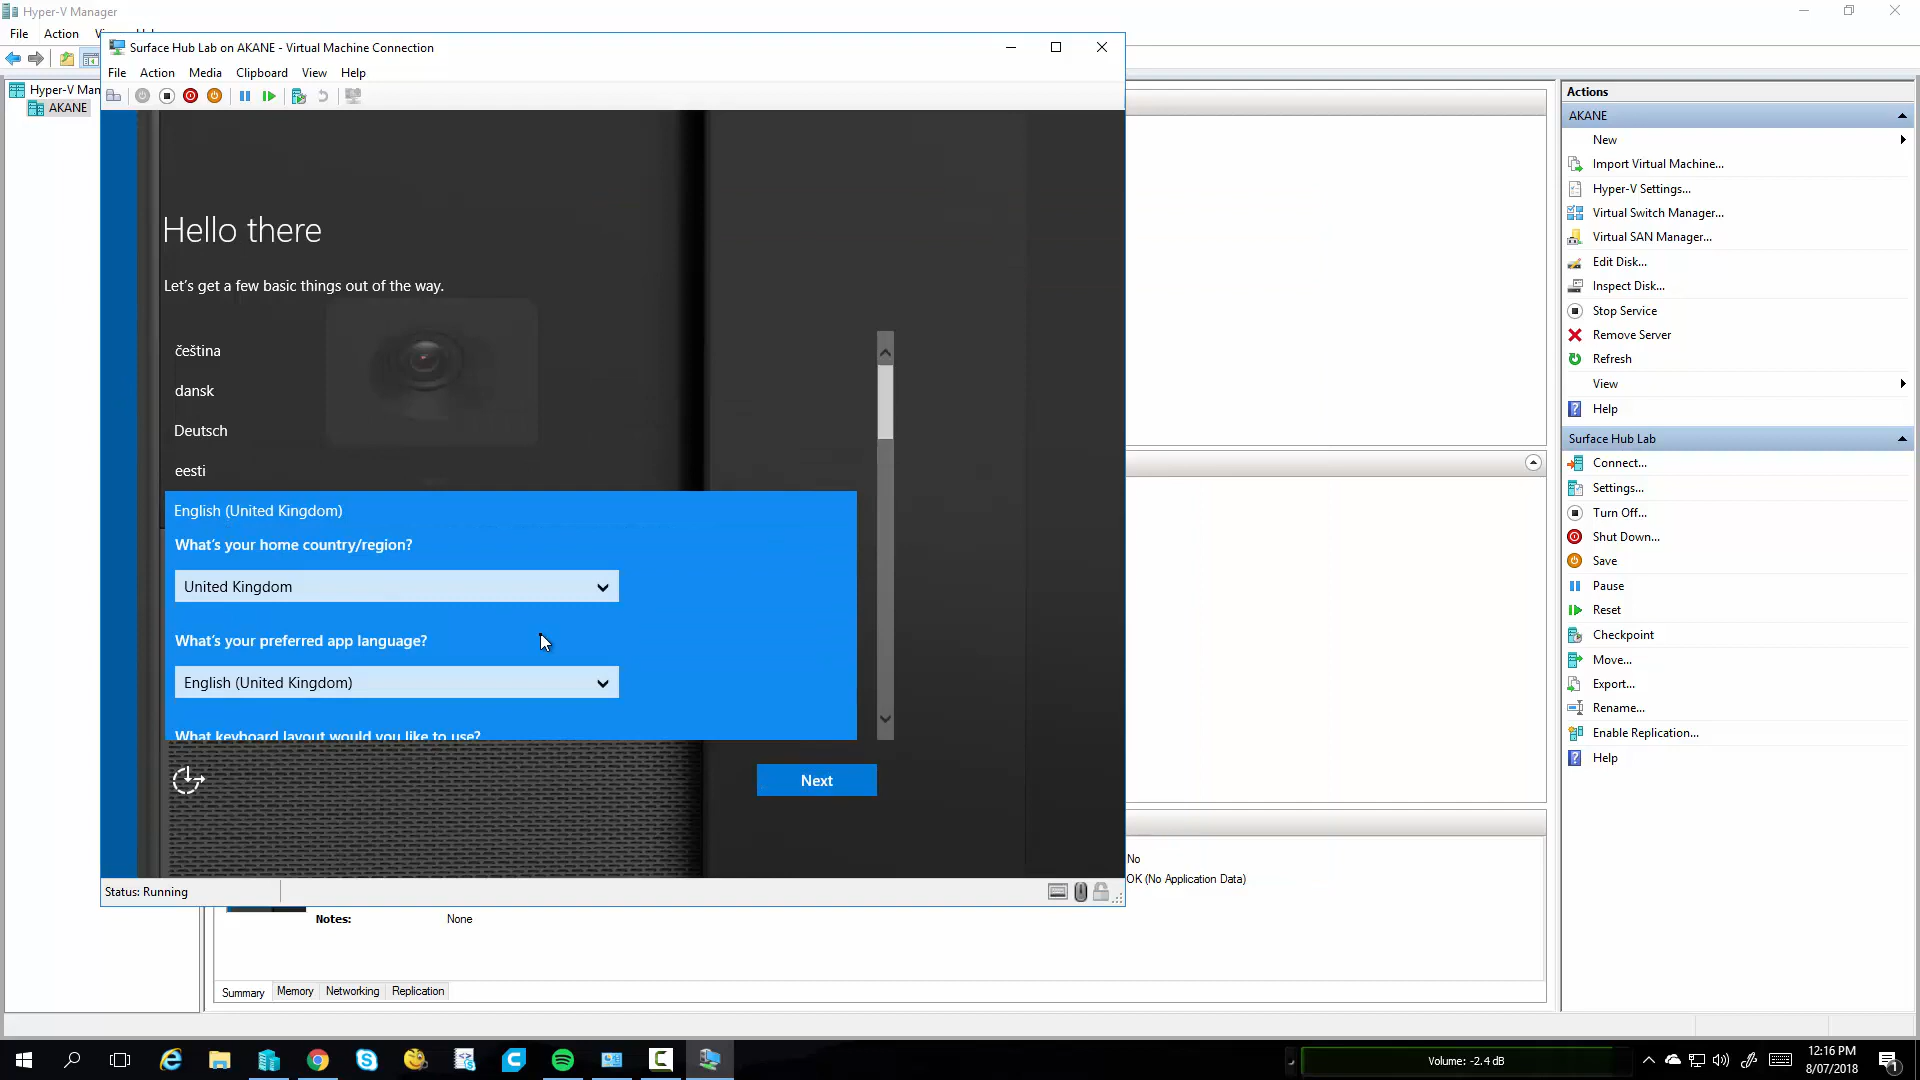 Hyper-V Manager
File Action
Surface Hub Lab on AKANE - Virtual Machine Connection
File Action Media Clipboard View Help
Hyper-V Man
AKANE
Hello there
Let's get a few basic things out of the way.
čeština
dansk
Deutsch
eesti
English (United Kingdom)
What's your home country/region?
United Kingdom
What's your preferred app language?
English (United Kingdom)
What keyboard layout would you like to use?
Next
Status: Running
No
OK (No Application Data)
Notes: None
Summary Memory Networking Replication
Actions
AKANE
New
Import Virtual Machine...
Hyper-V Settings...
Virtual Switch Manager...
Virtual SAN Manager...
Edit Disk...
Inspect Disk...
Stop Service
Remove Server
Refresh
View
Help
Surface Hub Lab
Connect...
Settings...
Turn Off...
Shut Down...
Save
Pause
Reset
Checkpoint
Move...
Export...
Rename...
Enable Replication...
Help
Volume: -2.4 dB
12:16 PM
8/07/2018
1